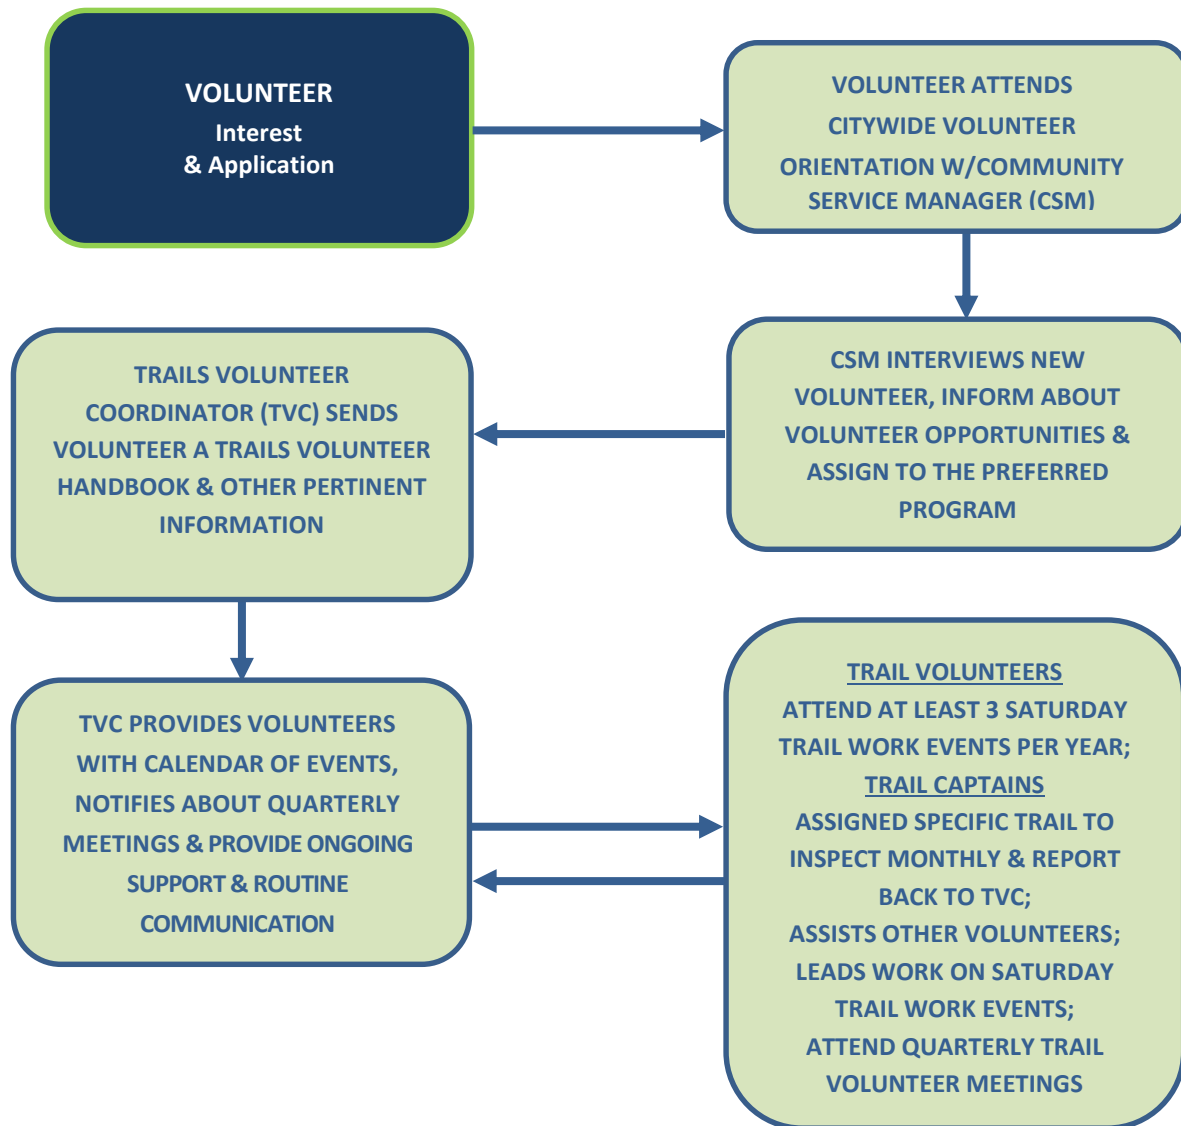 VOLUNTEER
Interest
& Application
VOLUNTEER ATTENDS
CITYWIDE VOLUNTEER
ORIENTATION W/COMMUNITY
SERVICE MANAGER (CSM)
CSM INTERVIEWS NEW
VOLUNTEER, INFORM ABOUT
VOLUNTEER OPPORTUNITIES &
ASSIGN TO THE PREFERRED
PROGRAM
TRAILS VOLUNTEER
COORDINATOR (TVC) SENDS
VOLUNTEER A TRAILS VOLUNTEER
HANDBOOK & OTHER PERTINENT
INFORMATION
TVC PROVIDES VOLUNTEERS
WITH CALENDAR OF EVENTS,
NOTIFIES ABOUT QUARTERLY
MEETINGS & PROVIDE ONGOING
SUPPORT & ROUTINE
COMMUNICATION
TRAIL VOLUNTEERS
ATTEND AT LEAST 3 SATURDAY
TRAIL WORK EVENTS PER YEAR;
TRAIL CAPTAINS
ASSIGNED SPECIFIC TRAIL TO
INSPECT MONTHLY & REPORT
BACK TO TVC;
ASSISTS OTHER VOLUNTEERS;
LEADS WORK ON SATURDAY
TRAIL WORK EVENTS;
ATTEND QUARTERLY TRAIL
VOLUNTEER MEETINGS